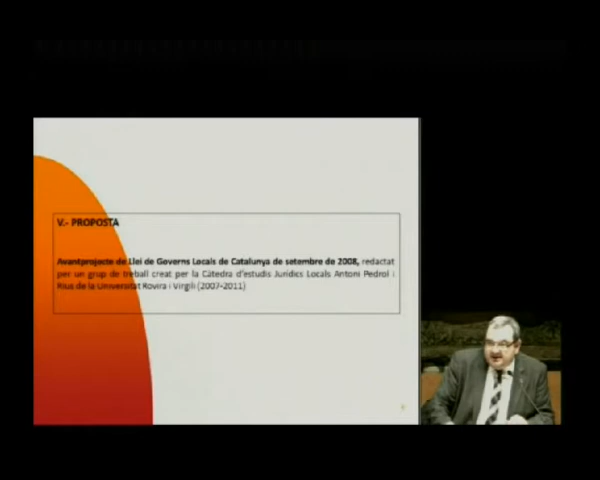 V.- PROPOSTA
Avantprojecte de Llei de Governs Locals de Catalunya de setembre de 2008, redactat
per un grup de treball creat per la Càtedra d'estudis Jurídics Locals Antoni Pedrol i
Rius de la Universitat Rovira i Virgili (2007-2011)